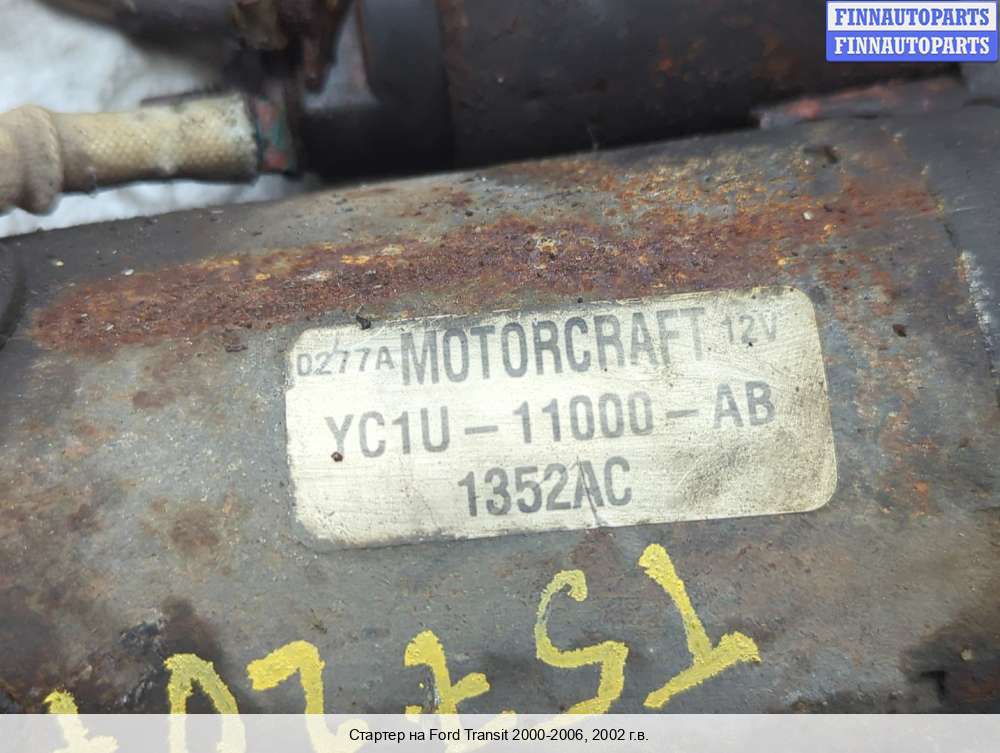 FINNAUTOPARTS
FINNAUTOPARTS
0277A MOTORCRAFT 12V
YC1U-11000-AB
1352AC
Стартер на Ford Transit 2000-2006, 2002 г.в.